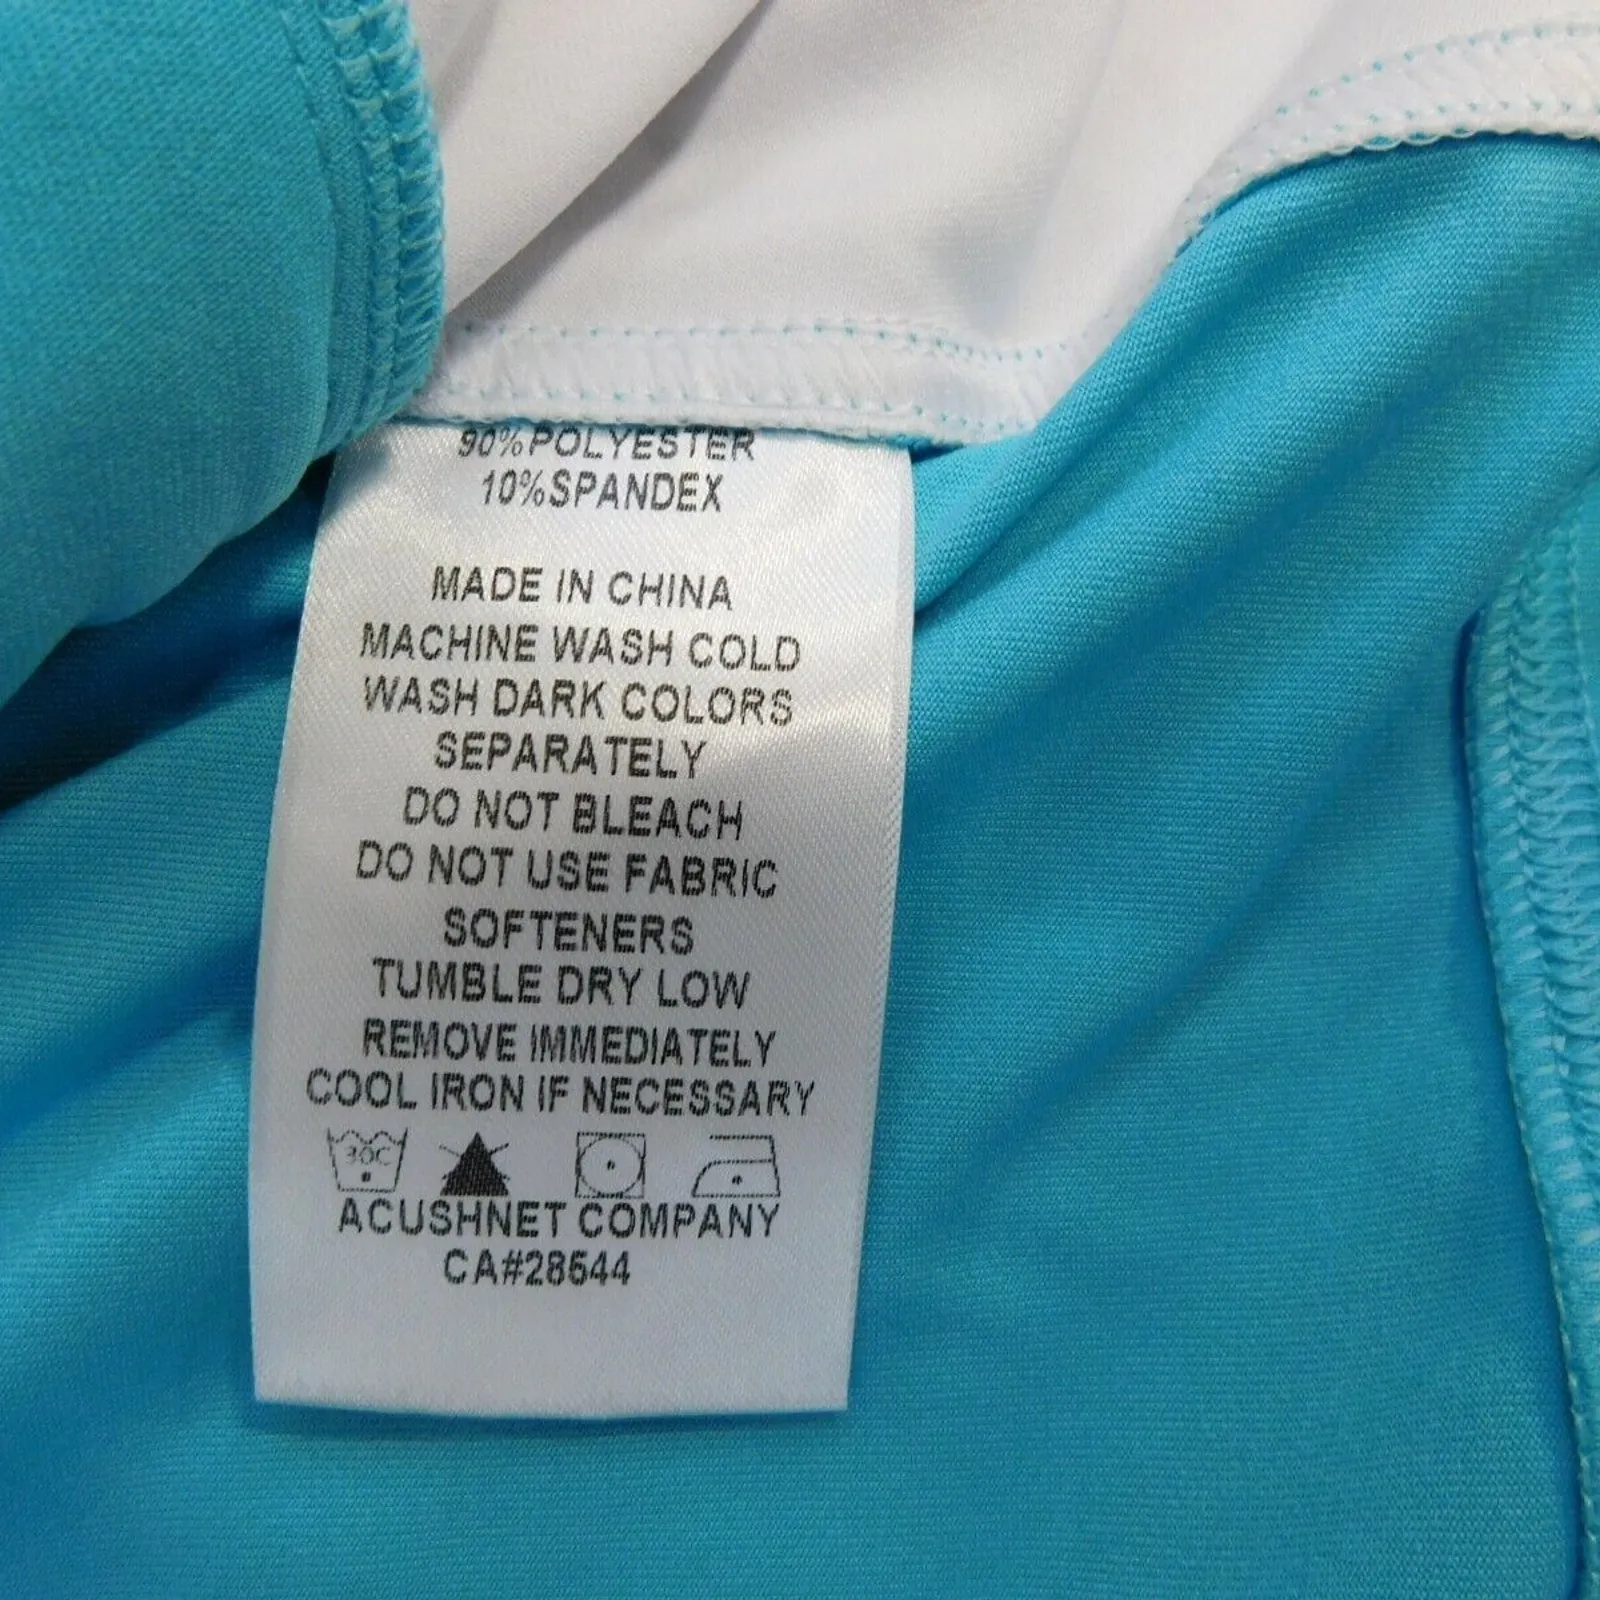 90%POLYESTER
10%SPANDEX
MADE IN CHINA
MACHINE WASH COLD
WASH DARK COLORS
SEPARATELY
DO NOT BLEACH
DO NOT USE FABRIC
SOFTENERS
TUMBLE DRY LOW
REMOVE IMMEDIATELY
COOL IRON IF NECESSARY
30C
ACUSHNET COMPANY
CA#28644